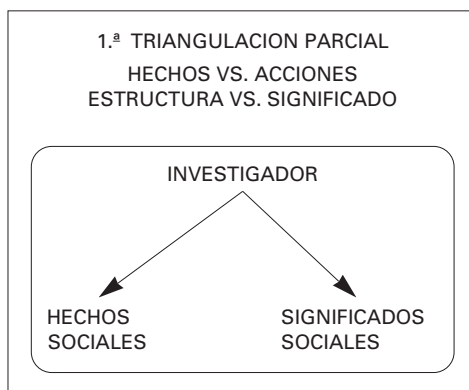 1.ª TRIANGULACION PARCIAL
HECHOS VS. ACCIONES
ESTRUCTURA VS. SIGNIFICADO
INVESTIGADOR
HECHOS
SOCIALES
SIGNIFICADOS
SOCIALES